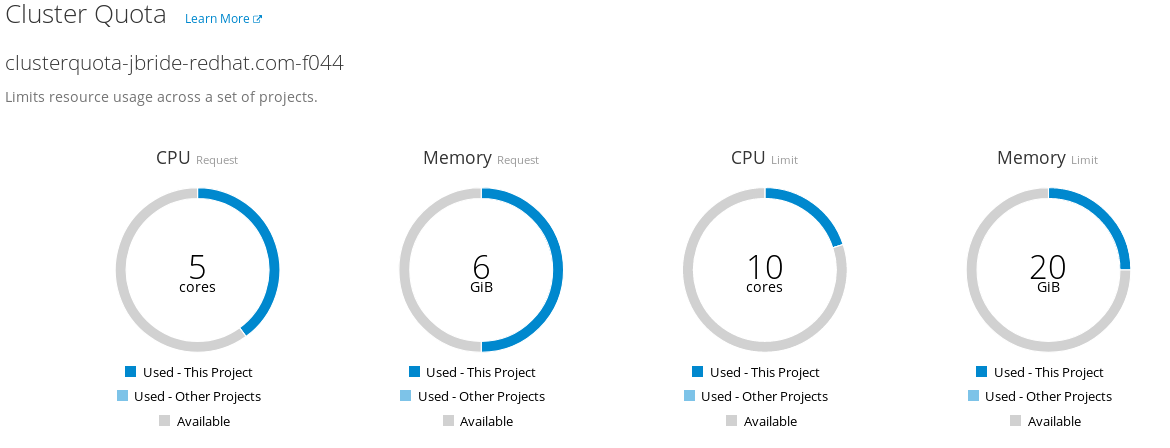 Cluster Quota Learn More
clusterquota-jbride-redhat.com-f044
Limits resource usage across a set of projects.
CPU Request
5
cores
Used - This Project
Used - Other Projects
Available
Memory Request
6
GiB
Used - This Project
Used - Other Projects
Available
CPU Limit
10
cores
Used - This Project
Used - Other Projects
Available
Memory Limit
20
GiB
Used - This Project
Used - Other Projects
Available